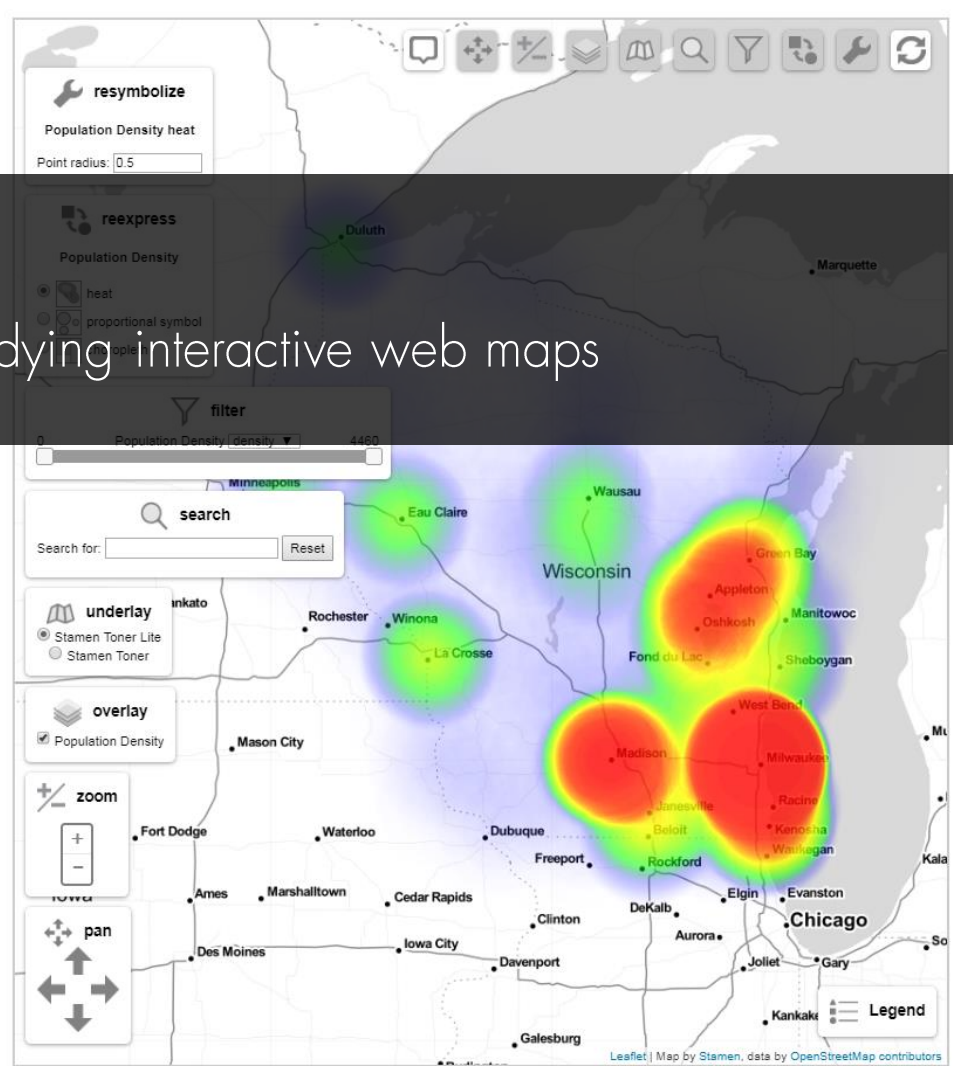 resymbolize
Population Density heat
Point radius: 0.5
reexpress
Population Density
heat
proportional symbol
Duluth
Marquette
interactive web maps
filter
0 Population Density density ▼ 4460
Minneapolis
search
Search for: Reset
Wausau
Eau Claire
Green Bay
Wisconsin
Appleton
underlay
Stamen Toner Lite
Stamen Toner
Rochester
Winona
Manitowoc
Oshkosh
La Crosse
Fond du Lac
Sheboygan
overlay
Population Density
West Bend
Mason City
Madison
Milwaukee
zoom
+
−
Janesville
Racine
Fort Dodge
Waterloo
Dubuque
Beloit
Kenosha
Waukegan
Freeport
Rockford
Iowa
Ames
Marshalltown
Cedar Rapids
Elgin
Evanston
DeKalb
Chicago
pan
Clinton
Aurora
Des Moines
Iowa City
Davenport
Joliet
Gary
Legend
Galesburg
Leaflet | Map by Stamen, data by OpenStreetMap contributors